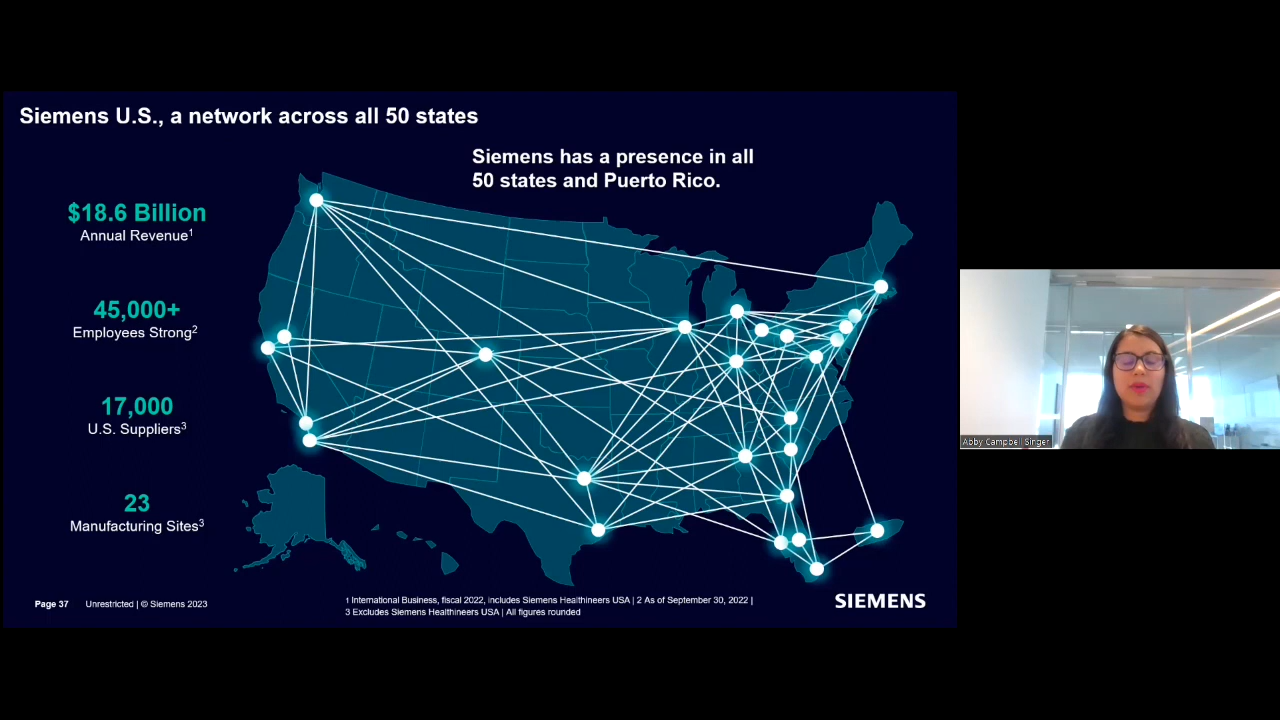 Siemens U.S., a network across all 50 states
Siemens has a presence in all
50 states and Puerto Rico.
$18.6 Billion
Annual Revenue1
45,000+
Employees Strong2
17,000
U.S. Suppliers3
23
Manufacturing Sites3
Page 37 Unrestricted | © Siemens 2023
1 International Business, fiscal 2022, includes Siemens Healthineers USA | 2 As of September 30, 2022 |
3 Excludes Siemens Healthineers USA | All figures rounded
SIEMENS
Abby Campbell Singer